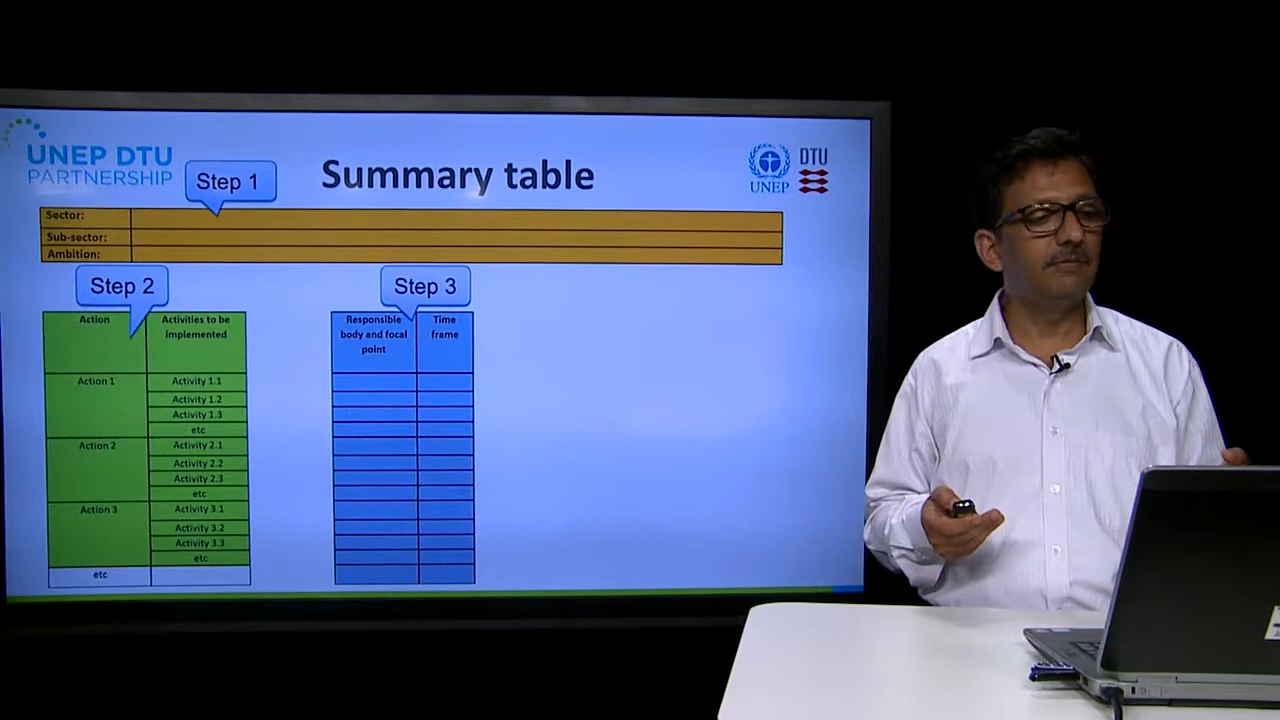 UNEP DTU
PARTNERSHIP
Step 1
Summary table
UNEP
DTU
Sector:
Sub-sector:
Ambition:
Step 2
Step 3
Action
Activities to be
implemented
Action 1
Activity 1.1
Activity 1.2
Activity 1.3
etc
Action 2
Activity 2.1
Activity 2.2
Activity 2.3
etc
Action 3
Activity 3.1
Activity 3.2
Activity 3.3
etc
etc
Responsible
body and focal
point
Time
frame